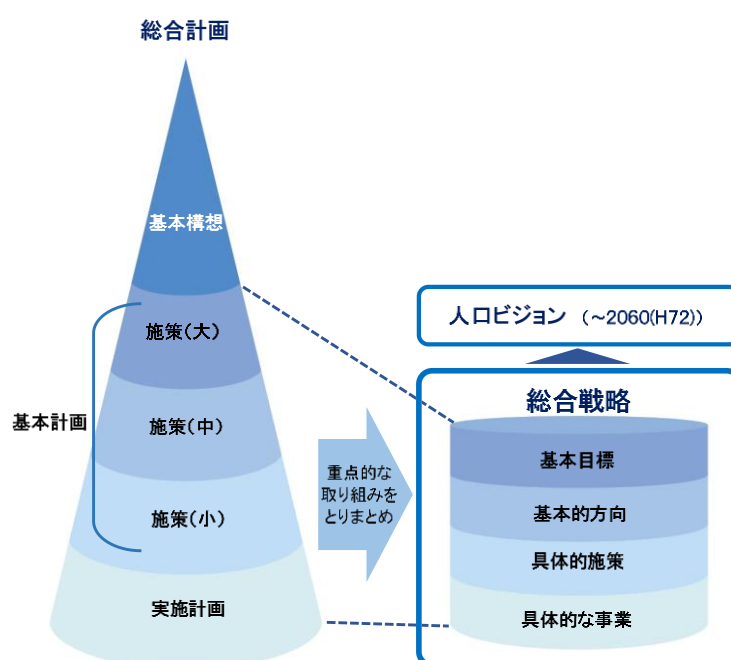 総合計画
基本構想
施策(大)
施策(中)
施策(小)
実施計画
基本計画
重点的な
取り組みを
とりまとめ
人口ビジョン (~2060(H72))
総合戦略
基本目標
基本的方向
具体的施策
具体的な事業